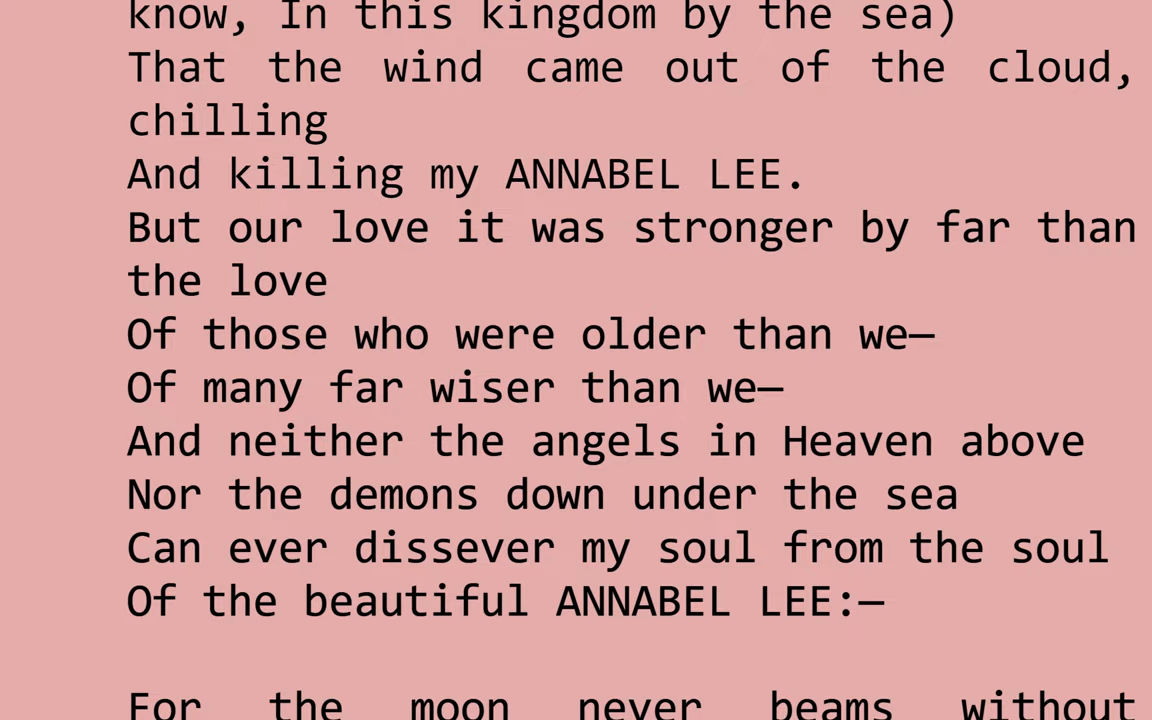 know, In this kingdom by the sea)
That the wind came out of the cloud,
chilling
And killing my ANNABEL LEE.
But our love it was stronger by far than
the love
Of those who were older than we—
Of many far wiser than we—
And neither the angels in Heaven above
Nor the demons down under the sea
Can ever dissever my soul from the soul
Of the beautiful ANNABEL LEE:—
For the moon never beams without